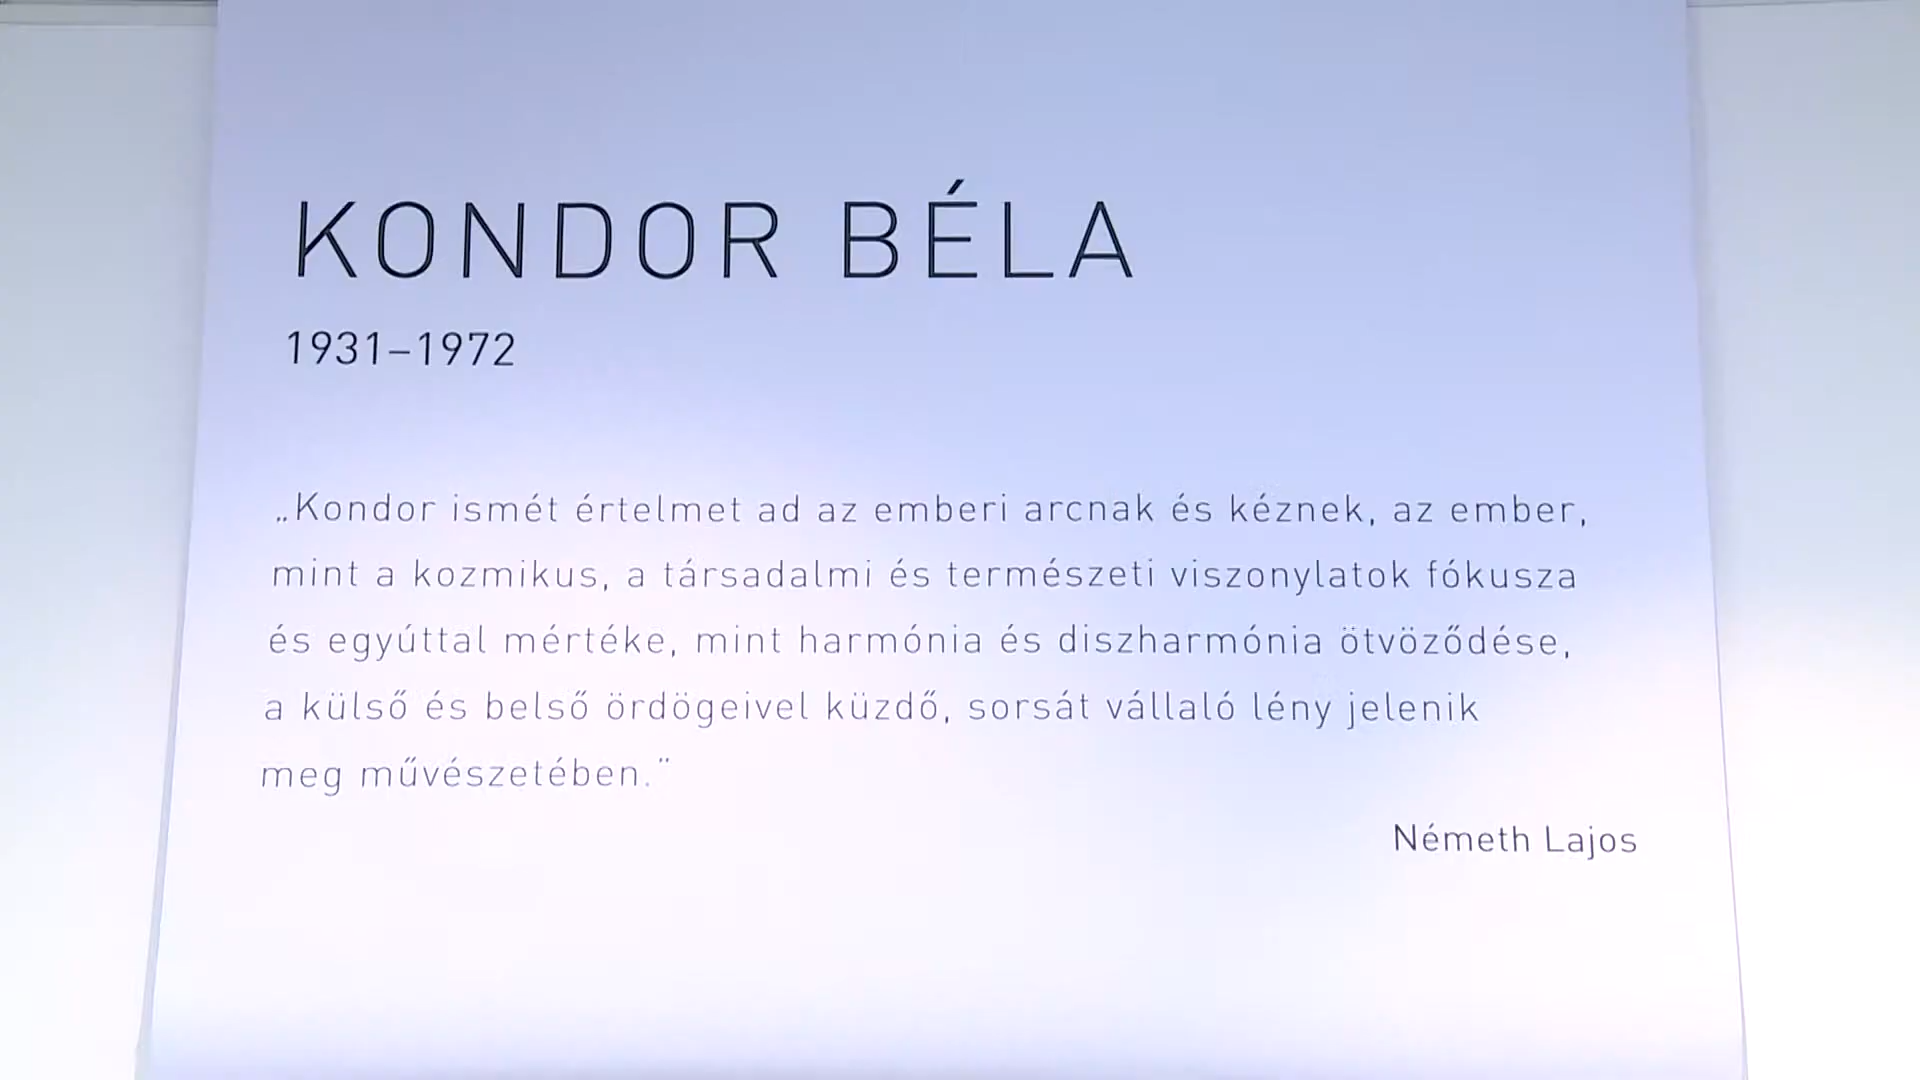 KONDOR BÉLA
1931–1972
„Kondor ismét értelmet ad az emberi arcnak és kéznek, az ember,
mint a kozmikus, a társadalmi és természeti viszonylatok fókusza
és egyúttal mértéke, mint harmónia és diszharmónia ötvöződése,
a külső és belső ördögeivel küzdő, sorsát vállaló lény jelenik
meg művészetében.”
Németh Lajos